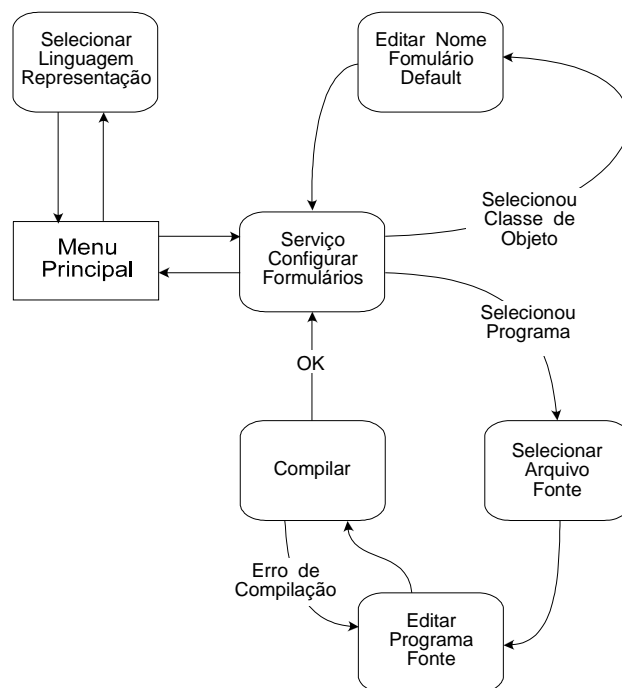 Selecionar
Linguagem
Representação
Editar Nome
Fomulário
Default
Selecionou
Classe de
Objeto
Menu
Principal
Serviço
Configurar
Formulários
Selecionou
Programa
OK
Compilar
Selecionar
Arquivo
Fonte
Erro de
Compilação
Editar
Programa
Fonte